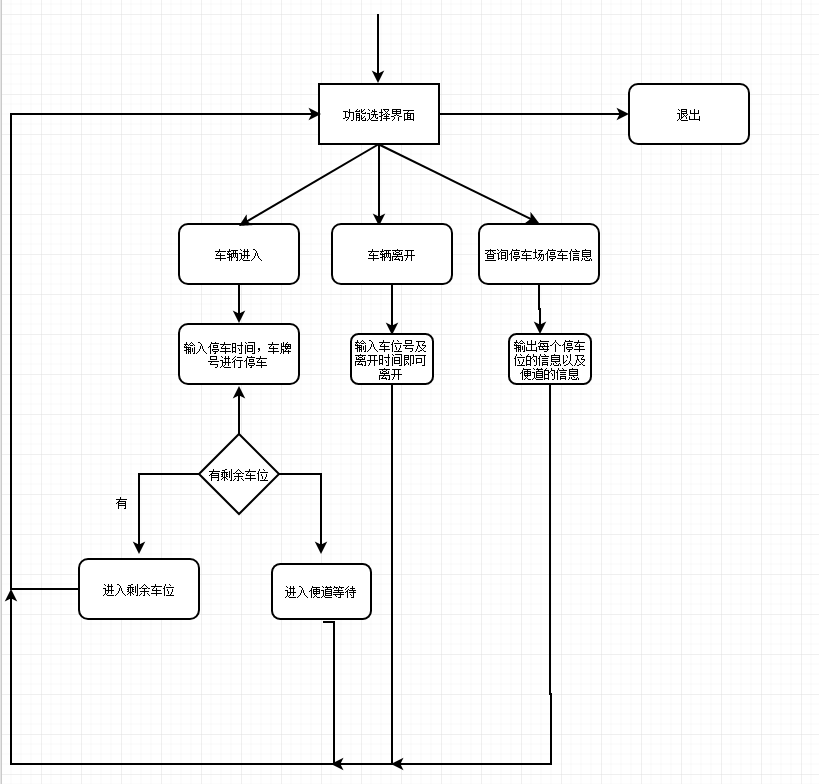 功能选择界面
退出
车辆进入
车辆离开
查询停车场停车信息
输入停车时间，车牌
号进行停车
输入车位号及
离开时间即可
离开
输出每个停车
位的信息以及
便道的信息
有剩余车位
有
进入剩余车位
进入便道等待